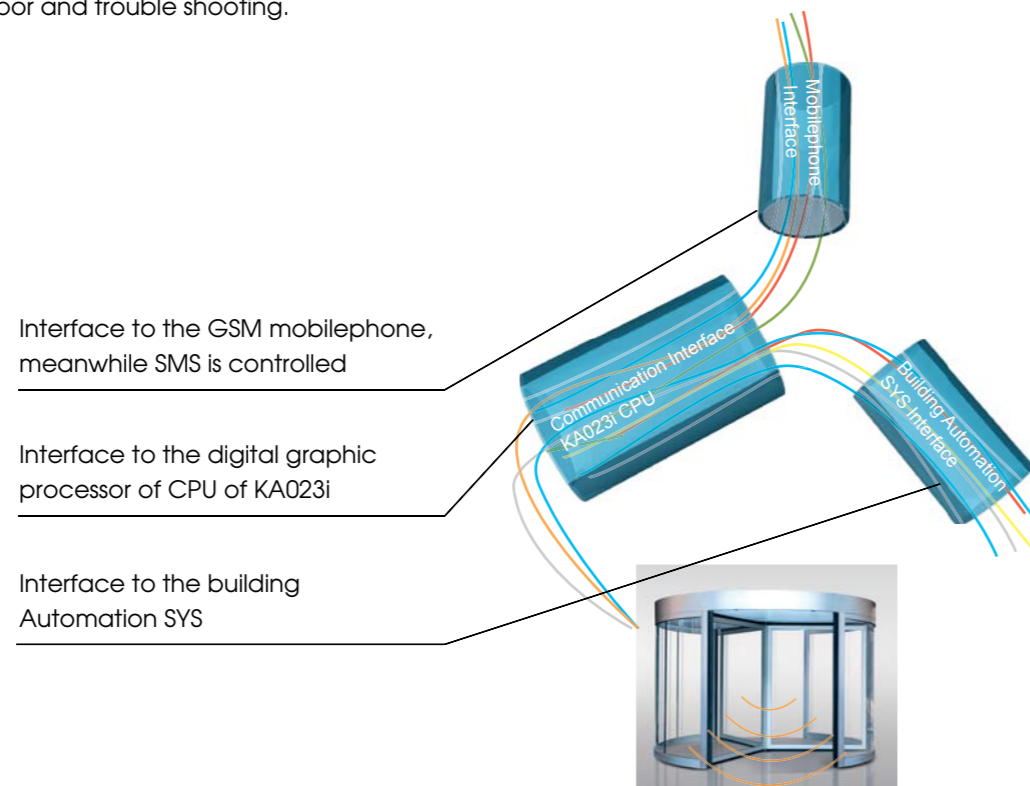 oor and trouble shooting.
Mobilephone
Interface
Interface to the GSM mobilephone,
meanwhile SMS is controlled
Communication Interface
KA023i CPU
Building Automation
SYS Interface
Interface to the digital graphic
processor of CPU of KA023i
Interface to the building
Automation SYS